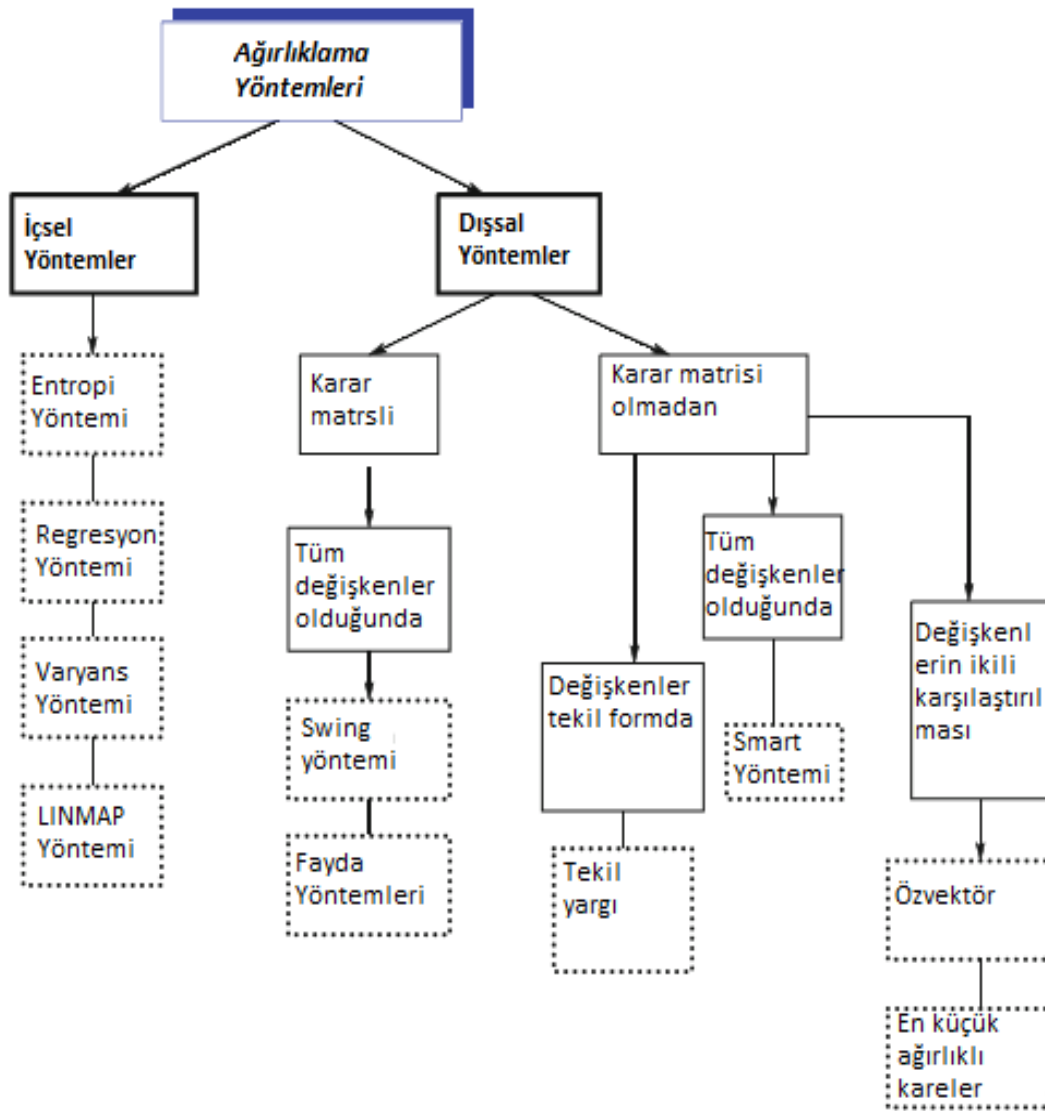 Ağırlıklama
Yöntemleri
İçsel
Yöntemler
Dışsal
Yöntemler
Entropi
Yöntemi
Karar
matrsli
Karar matrisi
olmadan
Regresyon
Yöntemi
Tüm
değişkenler
olduğunda
Tüm
değişkenler
olduğunda
Değişkenl
erin ikili
karşılaştırıl
ması
Varyans
Yöntemi
Swing
yöntemi
Değişkenler
tekil formda
Smart
Yöntemi
LINMAP
Yöntemi
Fayda
Yöntemleri
Tekil
yargı
Özvektör
En küçük
ağırlıklı
kareler